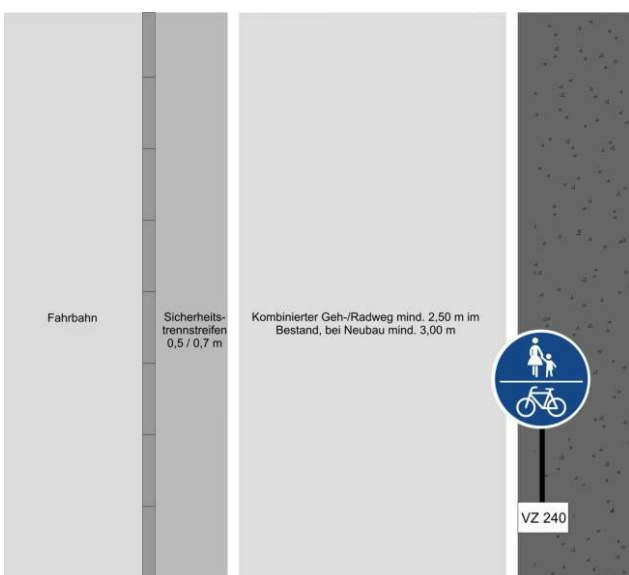 Fahrbahn
Sicherheits-
trennstreifen
0,5 / 0,7 m
Kombinierter Geh-/Radweg mind. 2,50 m im
Bestand, bei Neubau mind. 3,00 m
VZ 240